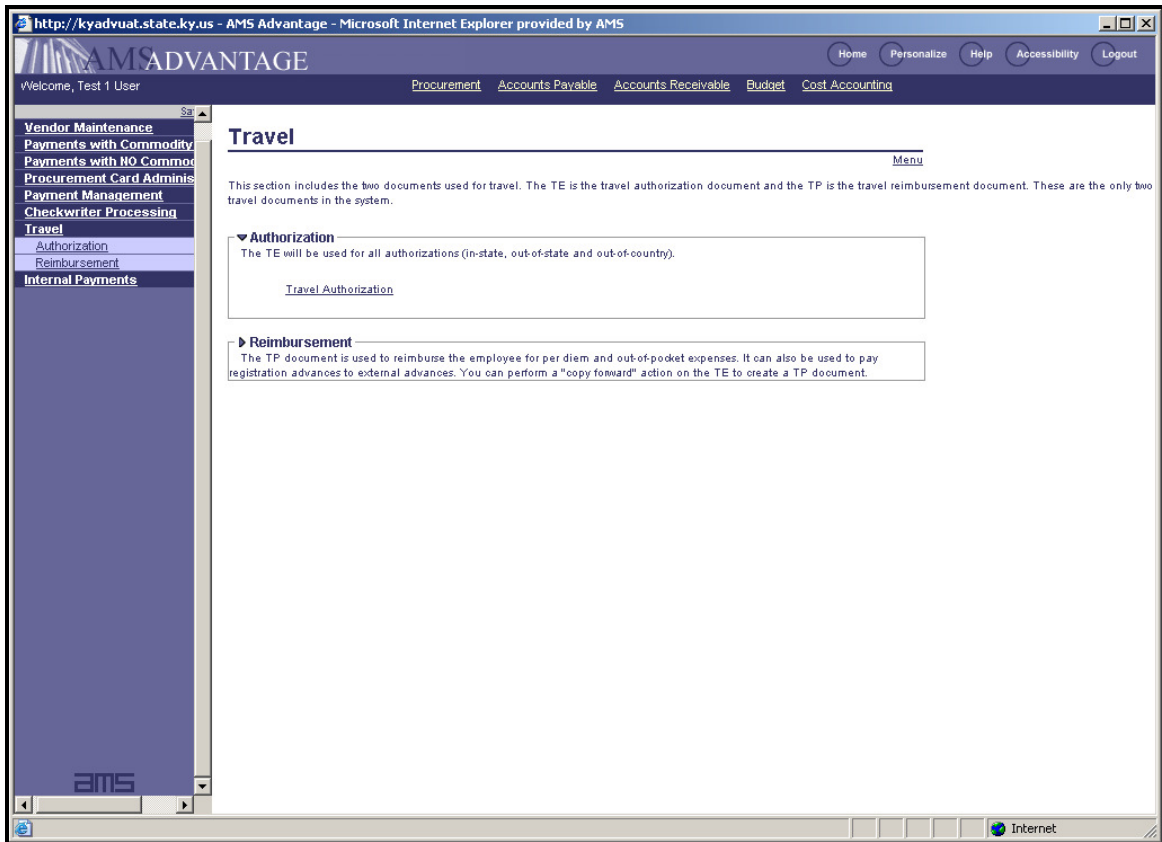 http://kyadvuat.state.ky.us - AMS Advantage - Microsoft Internet Explorer provided by AMS
AMS ADVANTAGE
Home Personalize Help Accessibility Logout
Welcome, Test 1 User
Procurement Accounts Payable Accounts Receivable Budget Cost Accounting
Vendor Maintenance
Payments with Commodity
Payments with NO Commod
Procurement Card Adminis
Payment Management
Checkwriter Processing
Travel
Authorization
Reimbursement
Internal Payments
ams
Travel
Menu
This section includes the two documents used for travel. The TE is the travel authorization document and the TP is the travel reimbursement document. These are the only two
travel documents in the system.
Authorization
The TE will be used for all authorizations (in-state, out-of-state and out-of-country).
Travel Authorization
Reimbursement
The TP document is used to reimburse the employee for per diem and out-of-pocket expenses. It can also be used to pay
registration advances to external advances. You can perform a "copy forward" action on the TE to create a TP document.
Internet